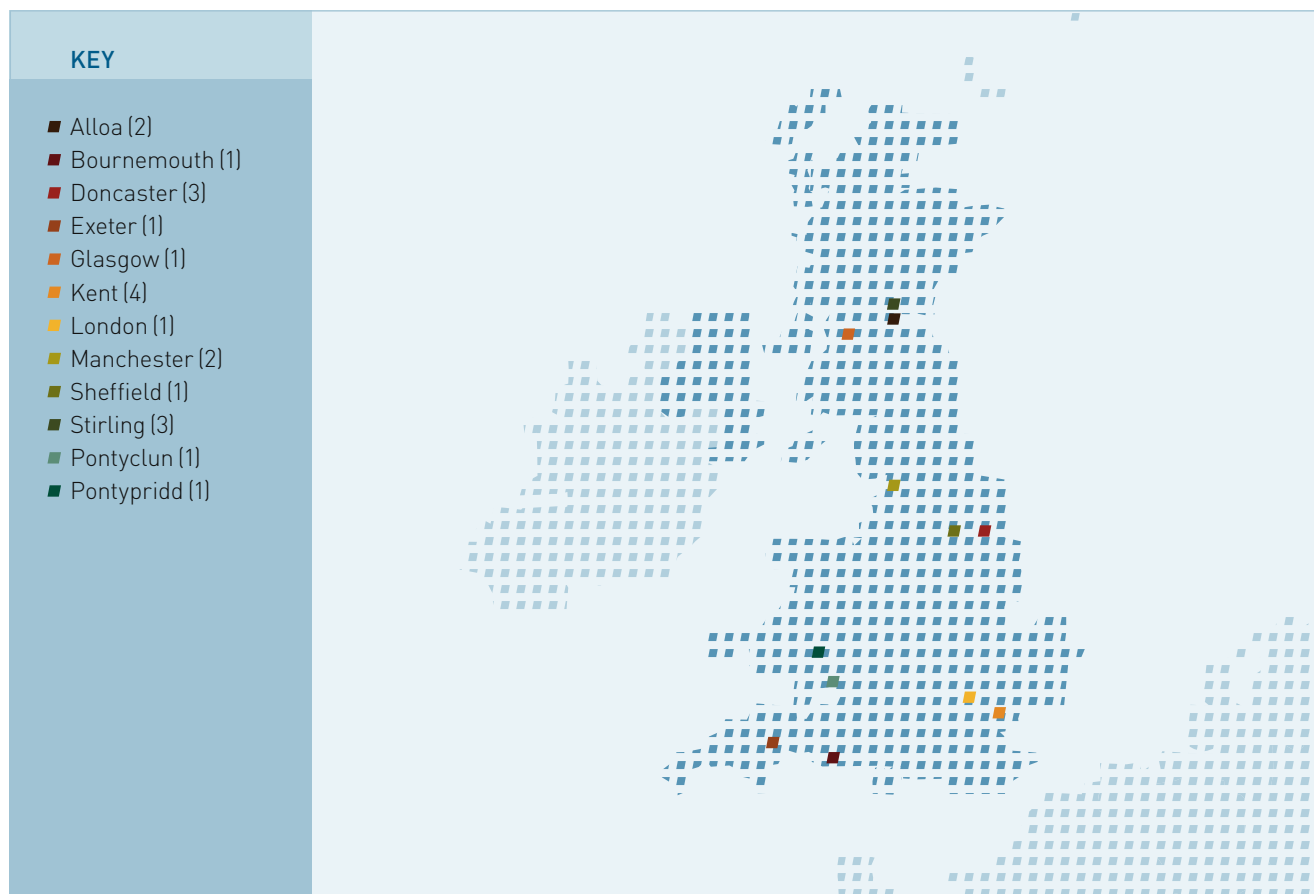 KEY
Alloa (2)
Bournemouth (1)
Doncaster (3)
Exeter (1)
Glasgow (1)
Kent (4)
London (1)
Manchester (2)
Sheffield (1)
Stirling (3)
Pontyclun (1)
Pontypridd (1)